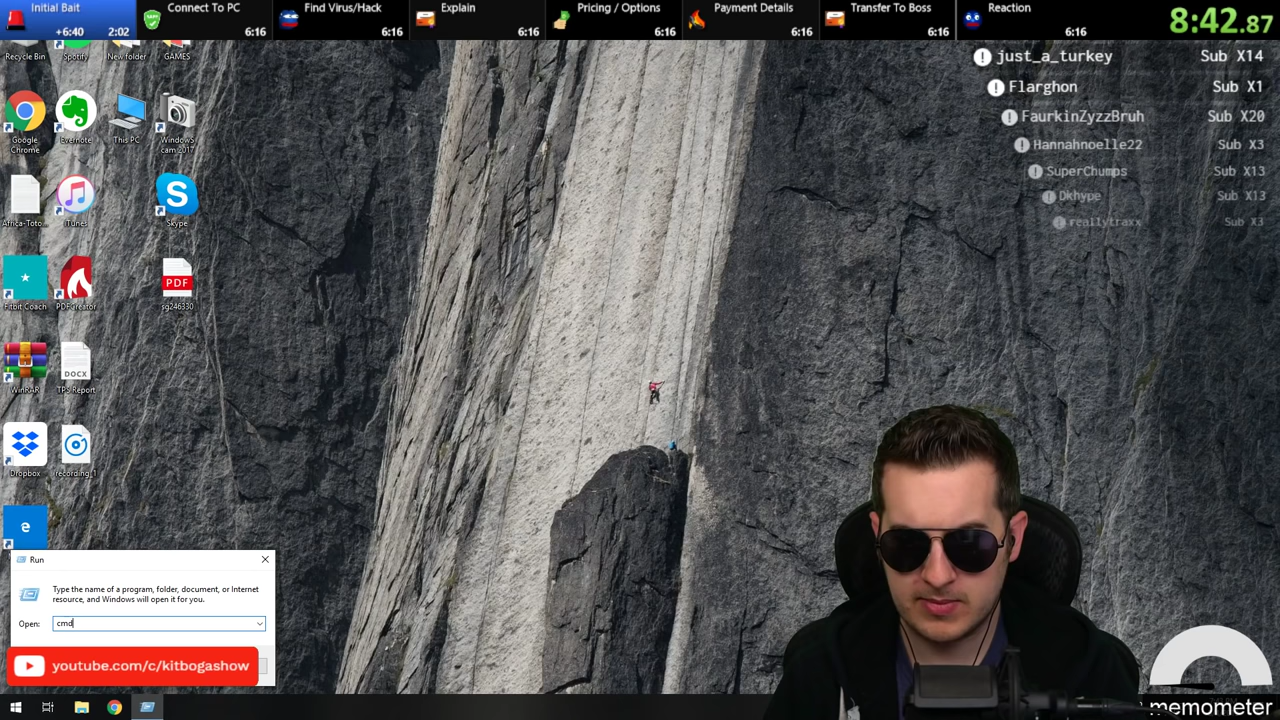 Initial Bait
+6:40 2:02
Connect To PC
6:16
Find Virus/Hack
6:16
Explain
6:16
Pricing / Options
6:16
Payment Details
6:16
Transfer To Boss
6:16
Reaction
6:16
8:42.87
just_a_turkey Sub X14
Flarghon Sub X1
FaurkinZyzzBruh Sub X20
Hannahnoelle22 Sub X3
SuperChumps Sub X13
Dkhype Sub X13
reallytraxx Sub X3
Recycle Bin
Spotify
New folder
GAMES
Google
Chrome
Evernote
This PC
WindowS
cam 2017
Africa-Toto...
iTunes
Skype
Fitbit Coach
PDFCreator
PDF
sg246330
WinRAR
DOCX
TPS Report
Dropbox
recording_1
Run
Type the name of a program, folder, document, or Internet
resource, and Windows will open it for you.
Open: cmd
youtube.com/c/kitbogashow
memometer